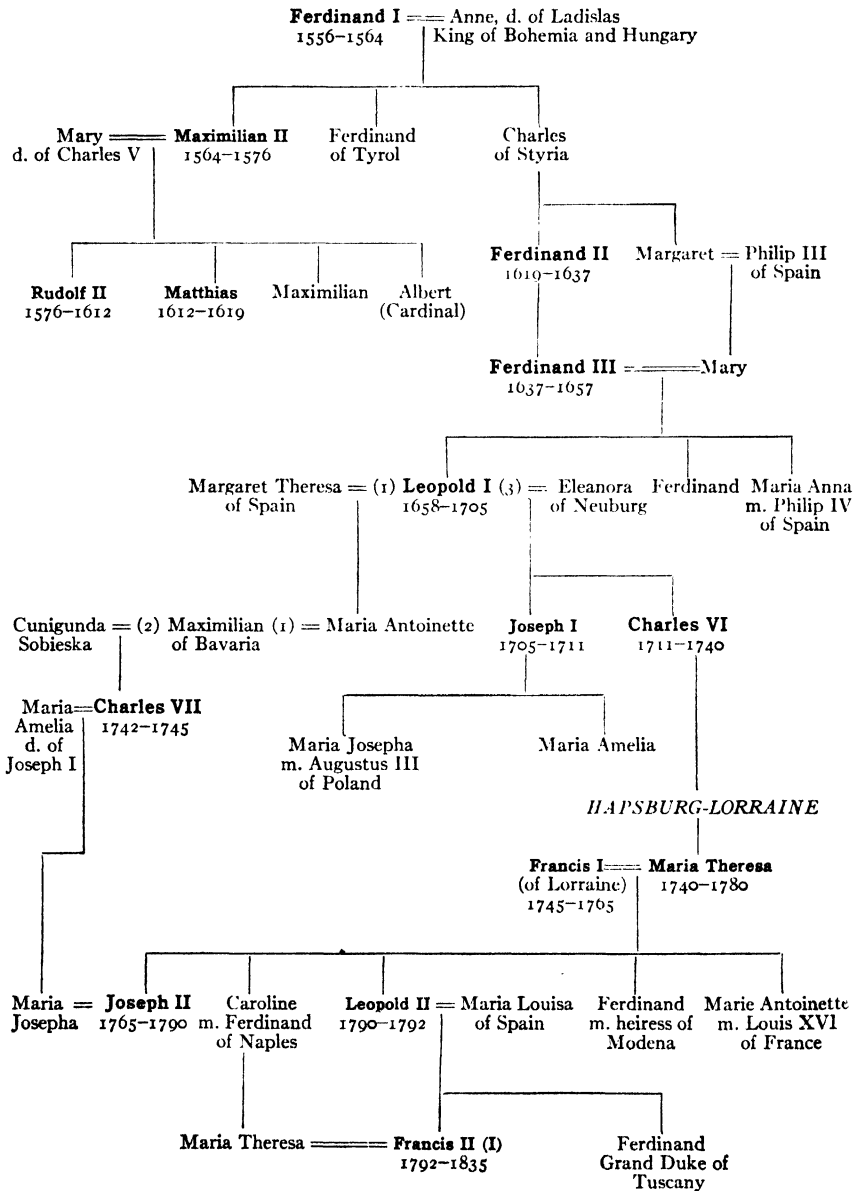 Ferdinand I == Anne, d. of Ladislas
1556–1564 King of Bohemia and Hungary
Mary == Maximilian II Ferdinand Charles
d. of Charles V 1564–1576 of Tyrol of Styria
Ferdinand II Margaret = Philip III
1619–1637 of Spain
Rudolf II Matthias Maximilian Albert
1576–1612 1612–1619 (Cardinal)
Ferdinand III == Mary
1637–1657
Margaret Theresa = (1) Leopold I (3) = Eleanora Ferdinand Maria Anna
of Spain 1658–1705 of Neuburg m. Philip IV
of Spain
Cunigunda = (2) Maximilian (1) = Maria Antoinette Joseph I Charles VI
Sobieska of Bavaria 1705–1711 1711–1740
Maria = Charles VII
Amelia 1742–1745
d. of
Joseph I
Maria Josepha Maria Amelia
m. Augustus III
of Poland
HAPSBURG-LORRAINE
Francis I == Maria Theresa
(of Lorraine) 1740–1780
1745–1765
Maria = Joseph II Caroline Leopold II = Maria Louisa Ferdinand Marie Antoinette
Josepha 1765–1790 m. Ferdinand 1790–1792 of Spain m. heiress of m. Louis XVI
of Naples Modena of France
Maria Theresa == Francis II (I) Ferdinand
1792–1835 Grand Duke of
Tuscany